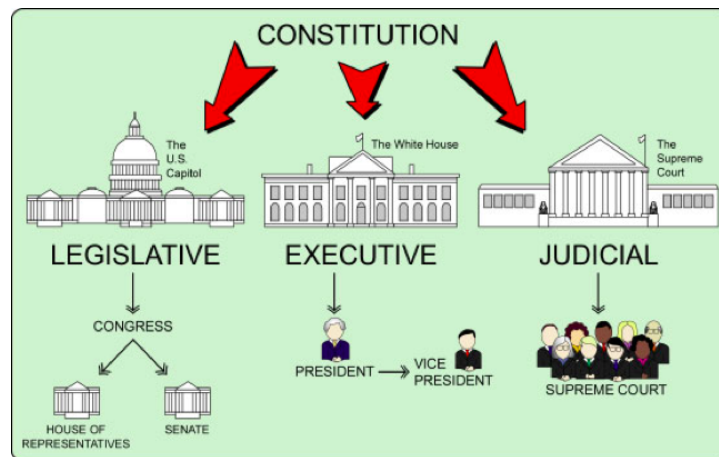 CONSTITUTION
The
U.S.
Capitol
The White House
The
Supreme
Court
LEGISLATIVE
EXECUTIVE
JUDICIAL
CONGRESS
HOUSE OF
REPRESENTATIVES
SENATE
PRESIDENT
VICE
PRESIDENT
SUPREME COURT